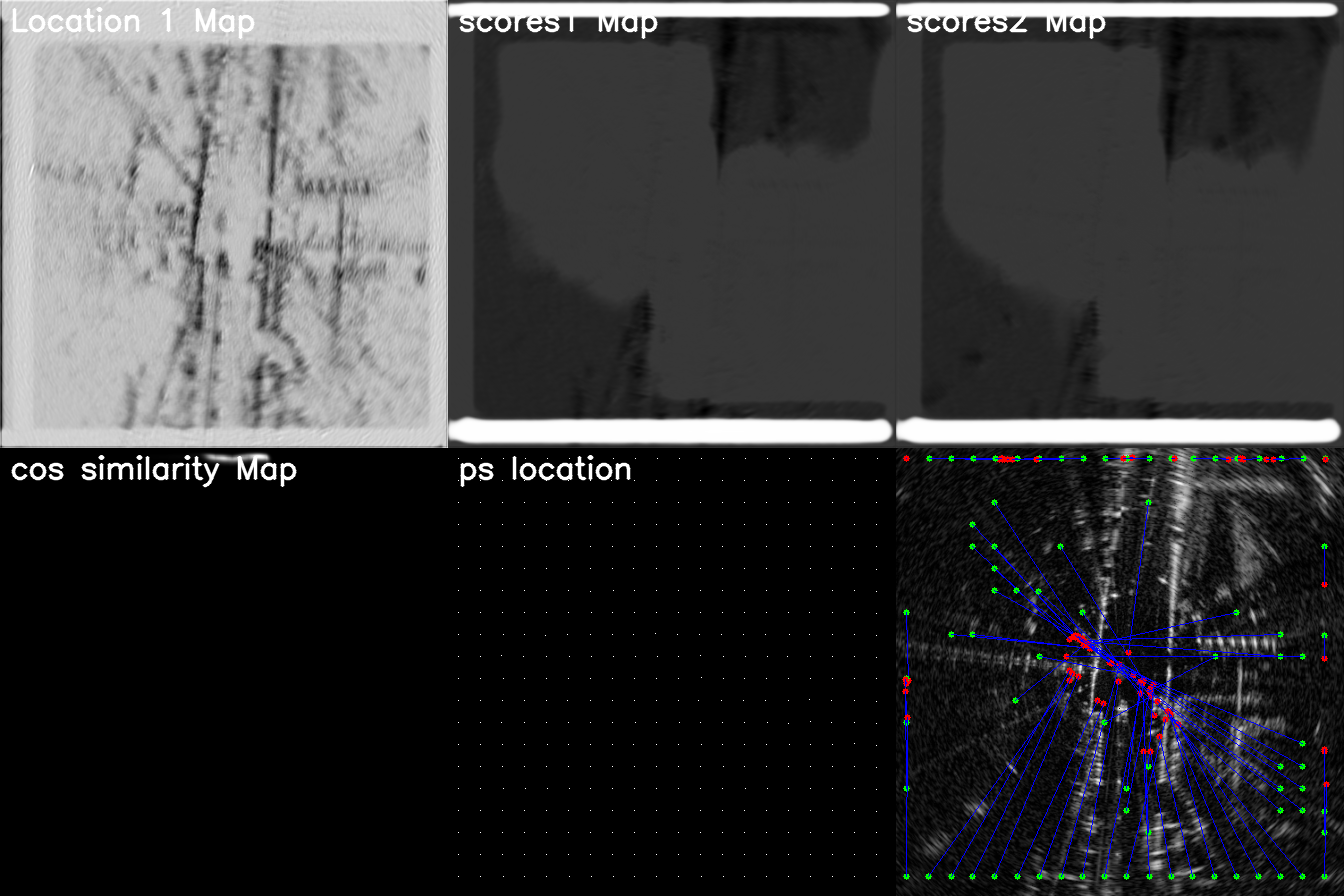 Location 1 Map
scores1 Map
scores2 Map
cos similarity Map
ps location